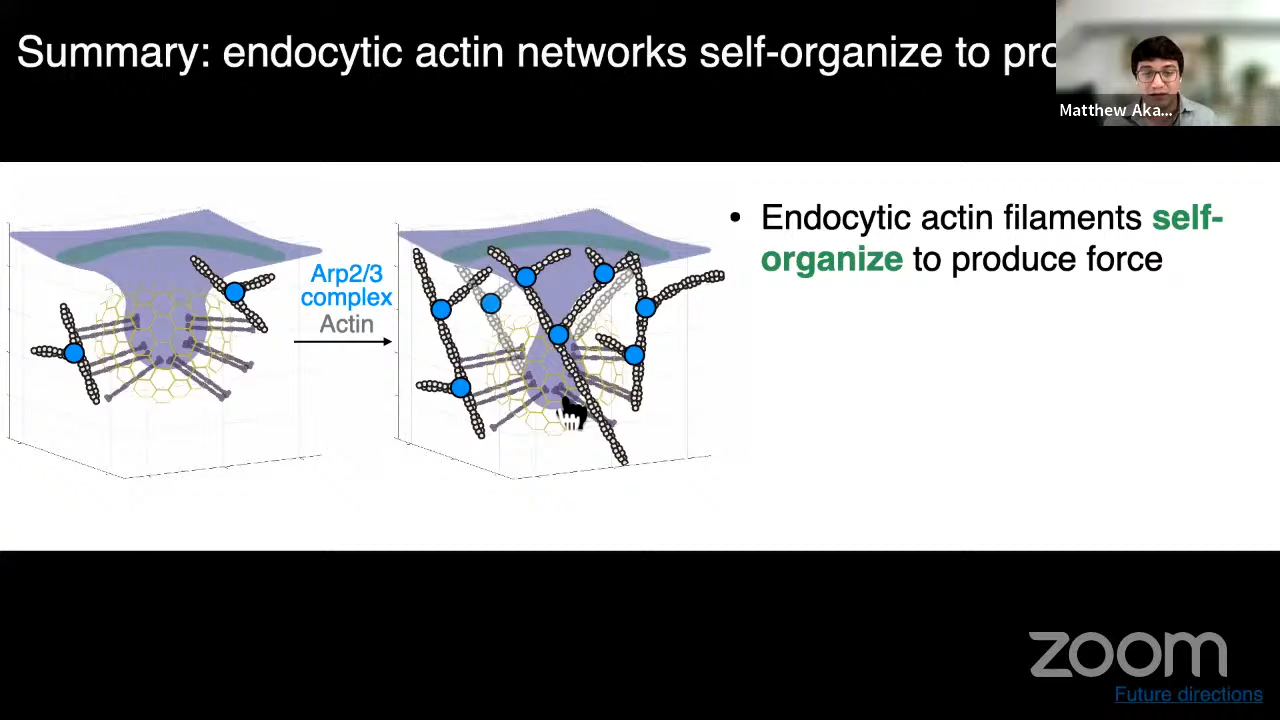 Summary: endocytic actin networks self-organize to pro
Matthew Aka...
• Endocytic actin filaments self-
organize to produce force
Arp2/3
complex
Actin
zoom
Future directions